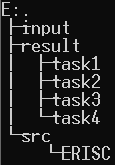 E:.
├─input
├─result
│  ├─task1
│  ├─task2
│  ├─task3
│  └─task4
└─src
    └─ERISC